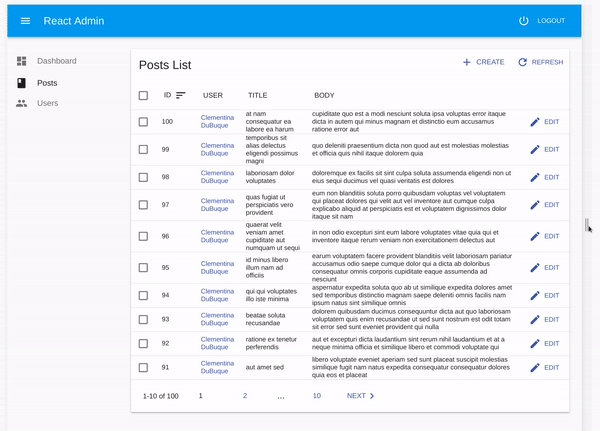 React Admin
LOGOUT
Dashboard
Posts
Users
Posts List
CREATE
REFRESH
ID USER TITLE BODY
100
Clementina
DuBuque
at nam
consequatur ea
labore ea harum
cupiditate quo est a modi nesciunt soluta ipsa voluptas error itaque
dicta in autem qui minus magnam et distinctio eum accusamus
ratione error aut
EDIT
99
Clementina
DuBuque
temporibus sit
alias delectus
eligendi possimus
magni
quo deleniti praesentium dicta non quod aut est molestias molestias
et officia quis nihil itaque dolorem quia
EDIT
98
Clementina
DuBuque
laboriosam dolor
voluptates
doloremque ex facilis sit sint culpa soluta assumenda eligendi non ut
eius sequi ducimus vel quasi veritatis est dolores
EDIT
97
Clementina
DuBuque
quas fugiat ut
perspiciatis vero
provident
eum non blanditiis soluta porro quibusdam voluptas vel voluptatem
qui placeat dolores qui velit aut vel inventore aut cumque culpa
explicabo aliquid at perspiciatis est et voluptatem dignissimos dolor
itaque sit nam
EDIT
96
Clementina
DuBuque
quaerat velit
veniam amet
cupiditate aut
numquam ut sequi
in non odio excepturi sint eum labore voluptates vitae quia qui et
inventore itaque rerum veniam non exercitationem delectus aut
EDIT
95
Clementina
DuBuque
id minus libero
illum nam ad
officiis
earum voluptatem facere provident blanditiis velit laboriosam pariatur
accusamus odio saepe cumque dolor qui a dicta ab doloribus
consequatur omnis corporis cupiditate eaque assumenda ad
nesciunt
EDIT
94
Clementina
DuBuque
qui qui voluptates
illo iste minima
aspernatur expedita soluta quo ab ut similique expedita dolores amet
sed temporibus distinctio magnam saepe deleniti omnis facilis nam
ipsum natus sint similique omnis
EDIT
93
Clementina
DuBuque
beatae soluta
recusandae
dolorem quibusdam ducimus consequuntur dicta aut quo laboriosam
voluptatem quis enim recusandae ut sed sunt nostrum est odit totam
sit error sed sunt eveniet provident qui nulla
EDIT
92
Clementina
DuBuque
ratione ex tenetur
perferendis
aut et excepturi dicta laudantium sint rerum nihil laudantium et at a
neque minima officia et similique libero et commodi voluptate qui
EDIT
91
Clementina
DuBuque
aut amet sed
libero voluptate eveniet aperiam sed sunt placeat suscipit molestias
similique fugit nam natus expedita consequatur consequatur dolores
quia eos et placeat
EDIT
1-10 of 100 1 2 ... 10 NEXT